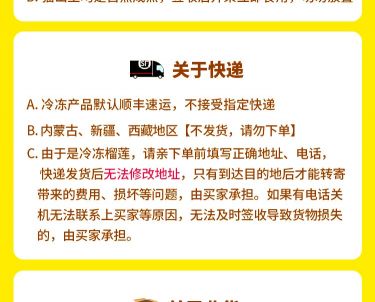 关于快递
A. 冷冻产品默认顺丰速运，不接受指定快递
B. 内蒙古、新疆、西藏地区【不发货，请勿下单】
C. 由于是冷冻榴莲，请亲下单前填写正确地址、电话，
快递发货后无法修改地址，只有到达目的地后才能转寄
带来的费用、损坏等问题，由买家承担。如果有电话关
机无法联系上买家等原因，无法及时签收导致货物损失
的，由买家承担。